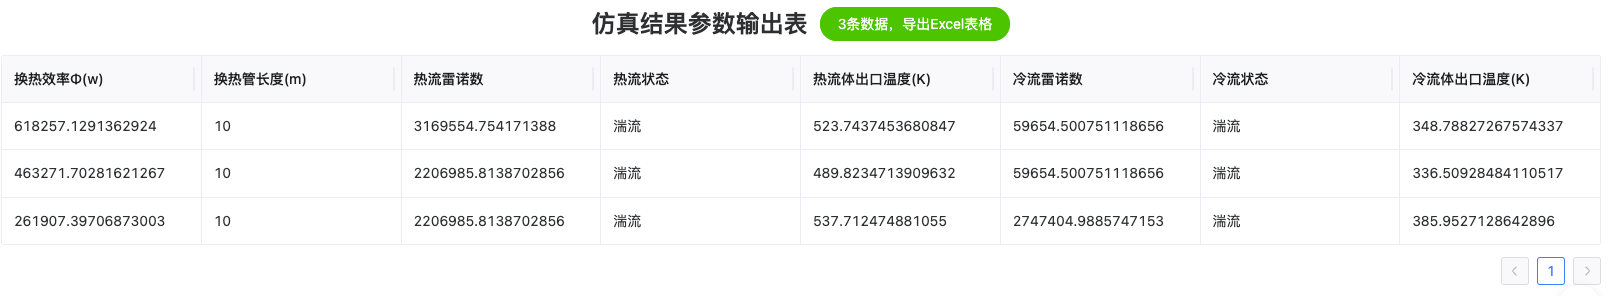 仿真结果参数输出表 3条数据，导出Excel表格
换热效率Φ(w) 换热管长度(m) 热流雷诺数 热流状态 热流体出口温度(K) 冷流雷诺数 冷流状态 冷流体出口温度(K)
618257.1291362924 10 3169554.754171388 湍流 523.7437453680847 59654.500751118656 湍流 348.78827267574337
463271.70281621267 10 2206985.8138702856 湍流 489.8234713909632 59654.500751118656 湍流 336.50928484110517
261907.39706873003 10 2206985.8138702856 湍流 537.712474881055 2747404.9885747153 湍流 385.9527128642896
1